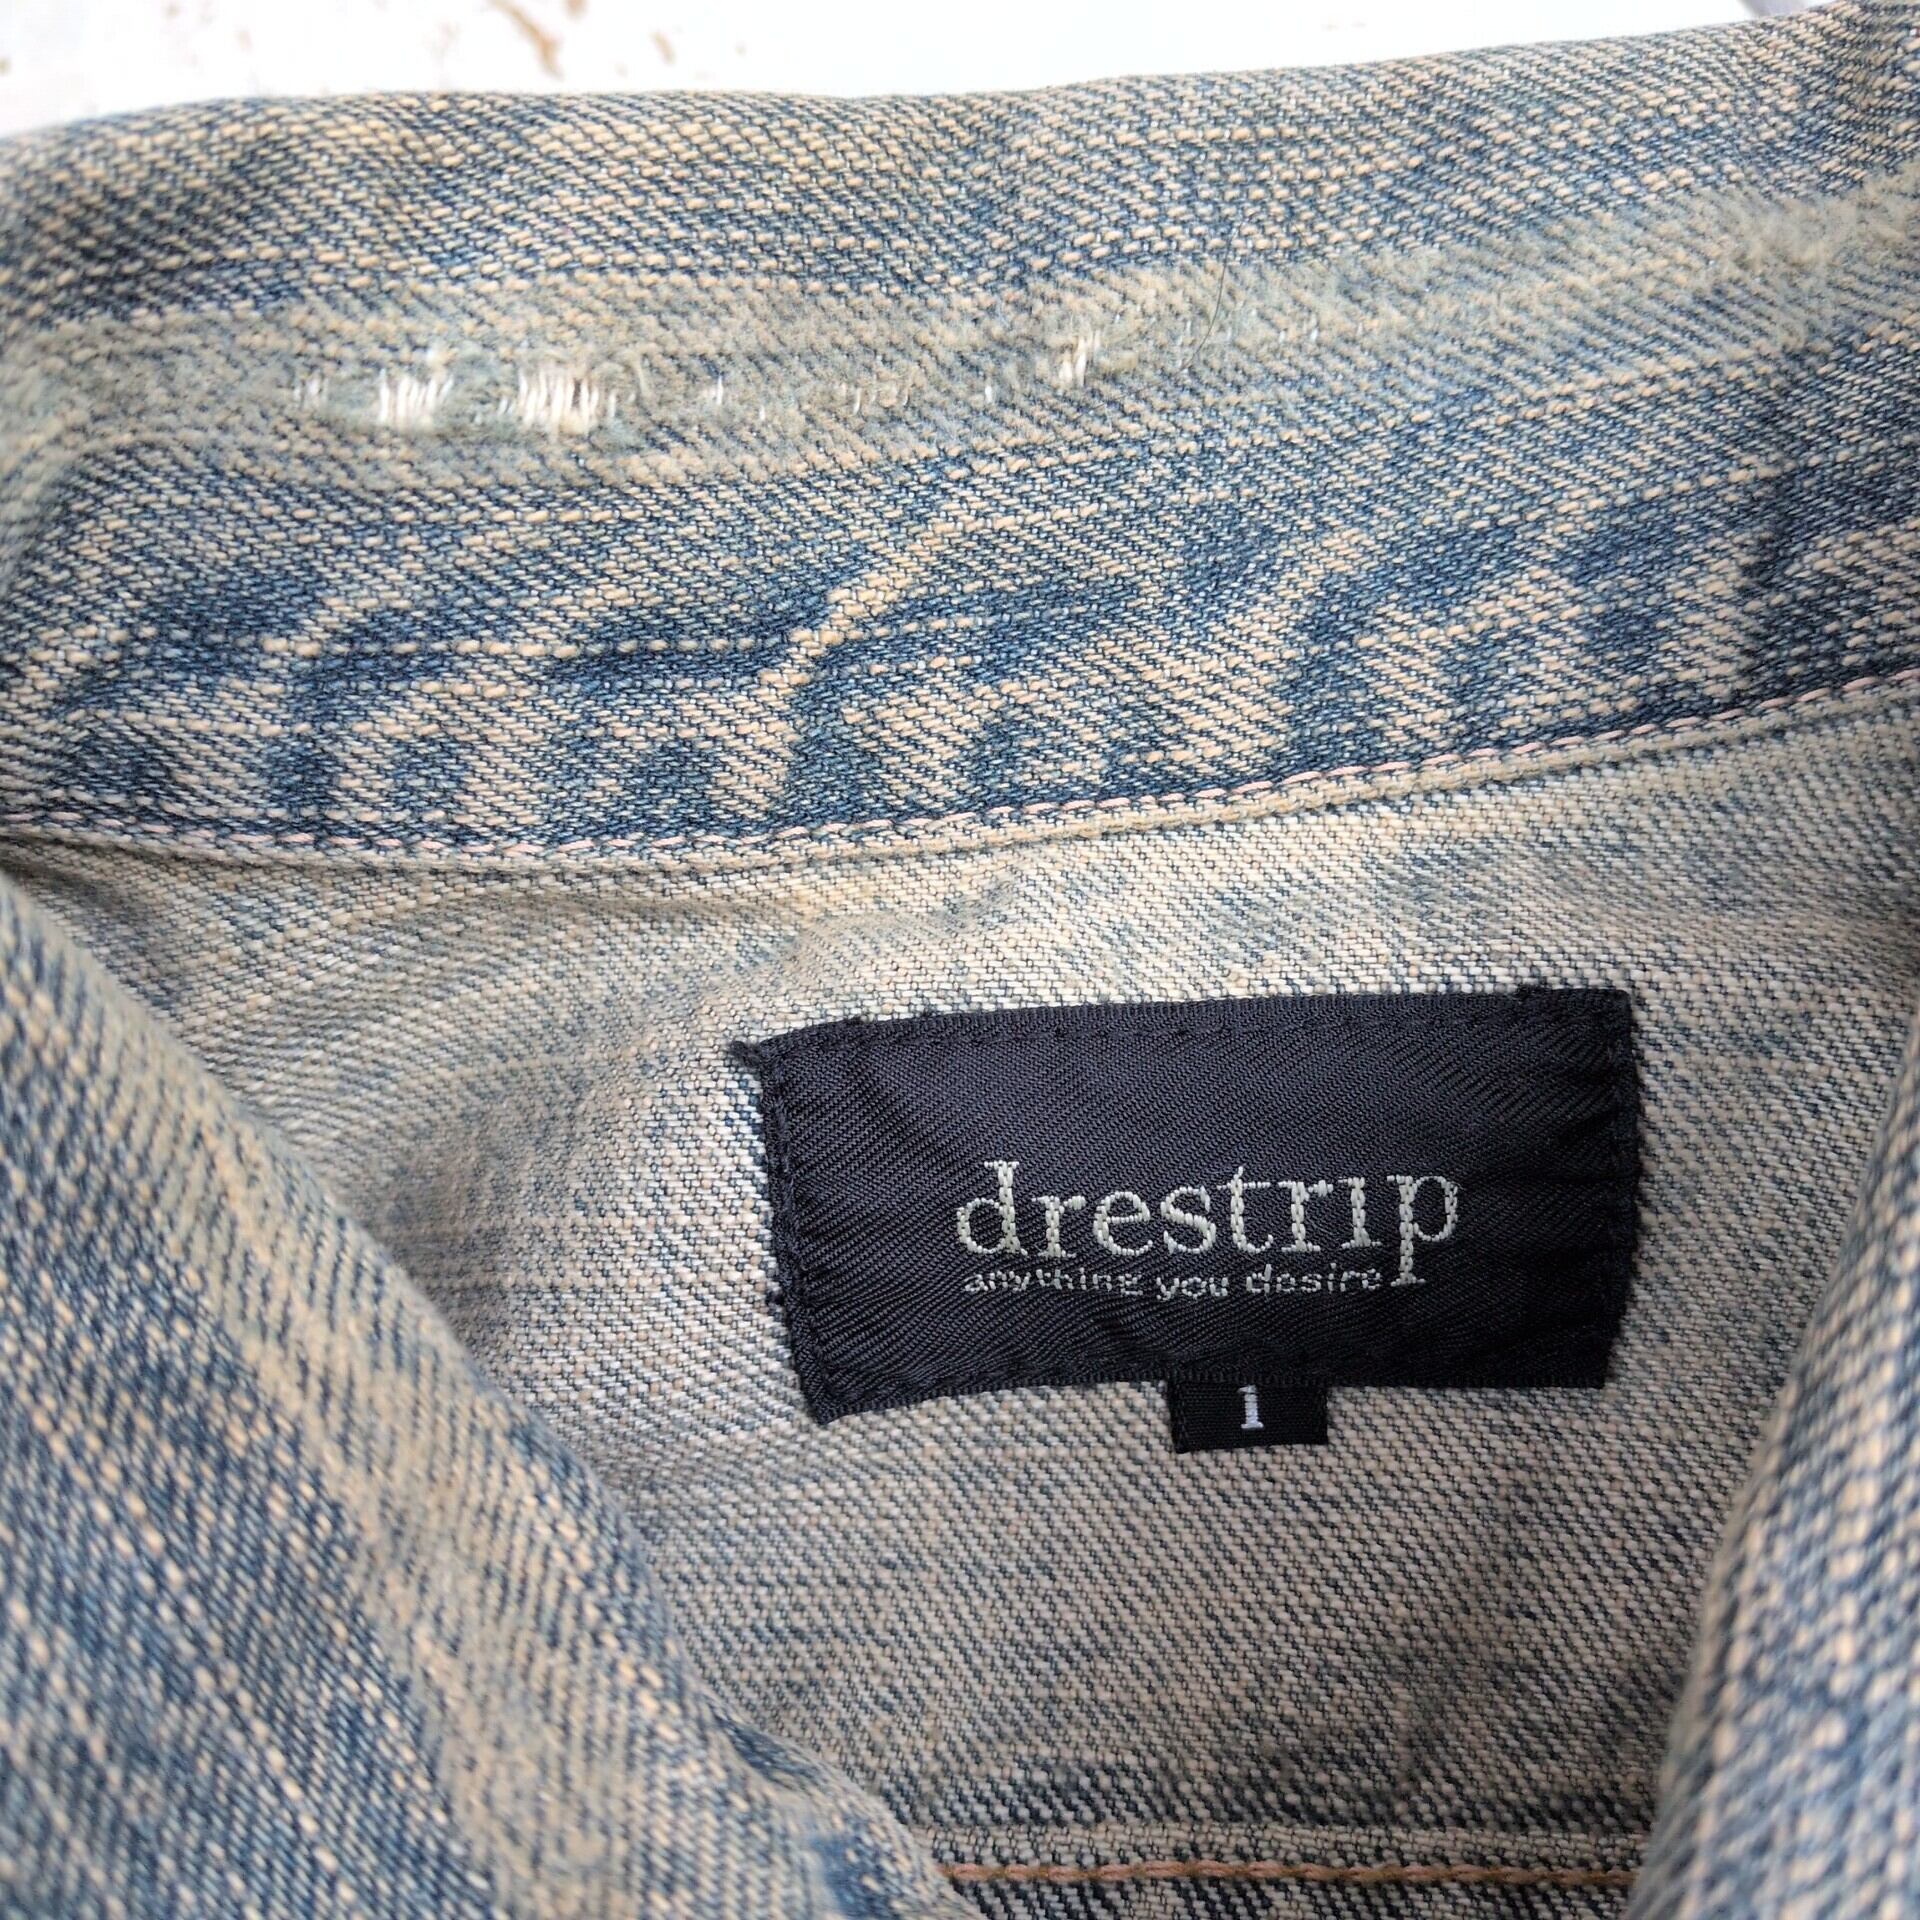 drestrip
anything you desire
1